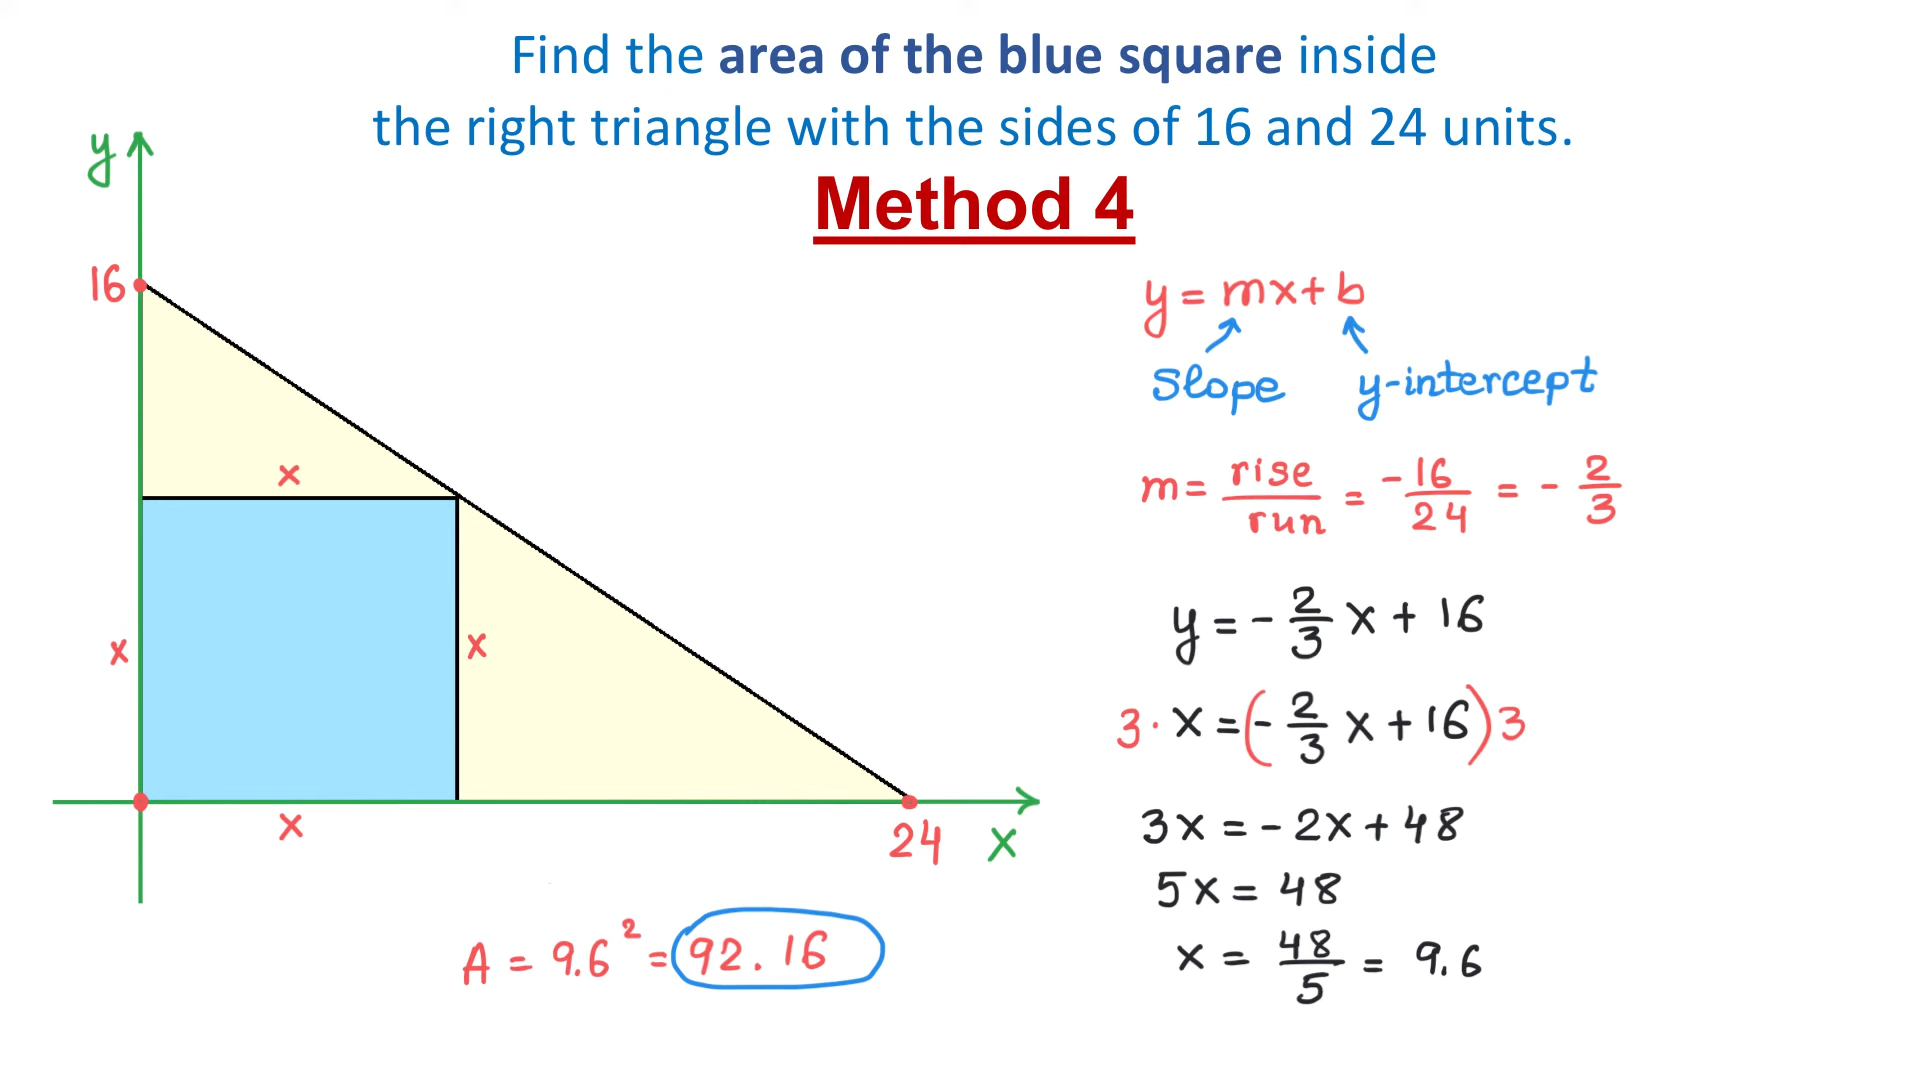 Find the area of the blue square inside
the right triangle with the sides of 16 and 24 units.
Method 4
y
16
x
x
x
x
24
x
y = mx + b
slope
y-intercept
m = rise/run = -16/24 = -2/3
y = -2/3 x + 16
3 · x = (-2/3 x + 16) 3
3x = -2x + 48
5x = 48
x = 48/5 = 9.6
A = 9.6² = 92.16